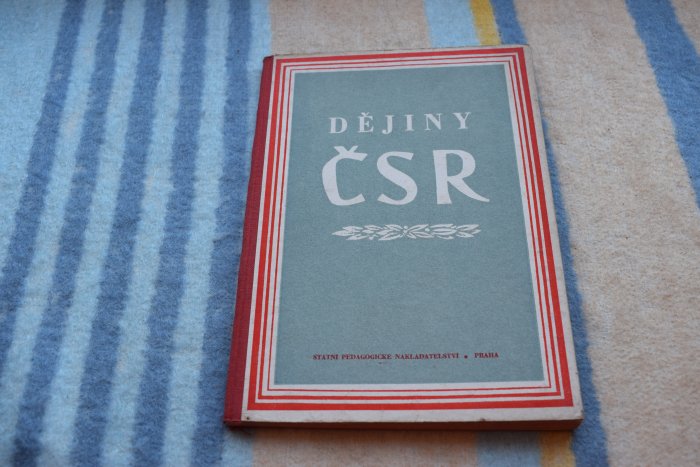 DĚJINY
ČSR
STÁTNÍ PEDAGOGICKÉ NAKLADATELSTVÍ • PRAHA